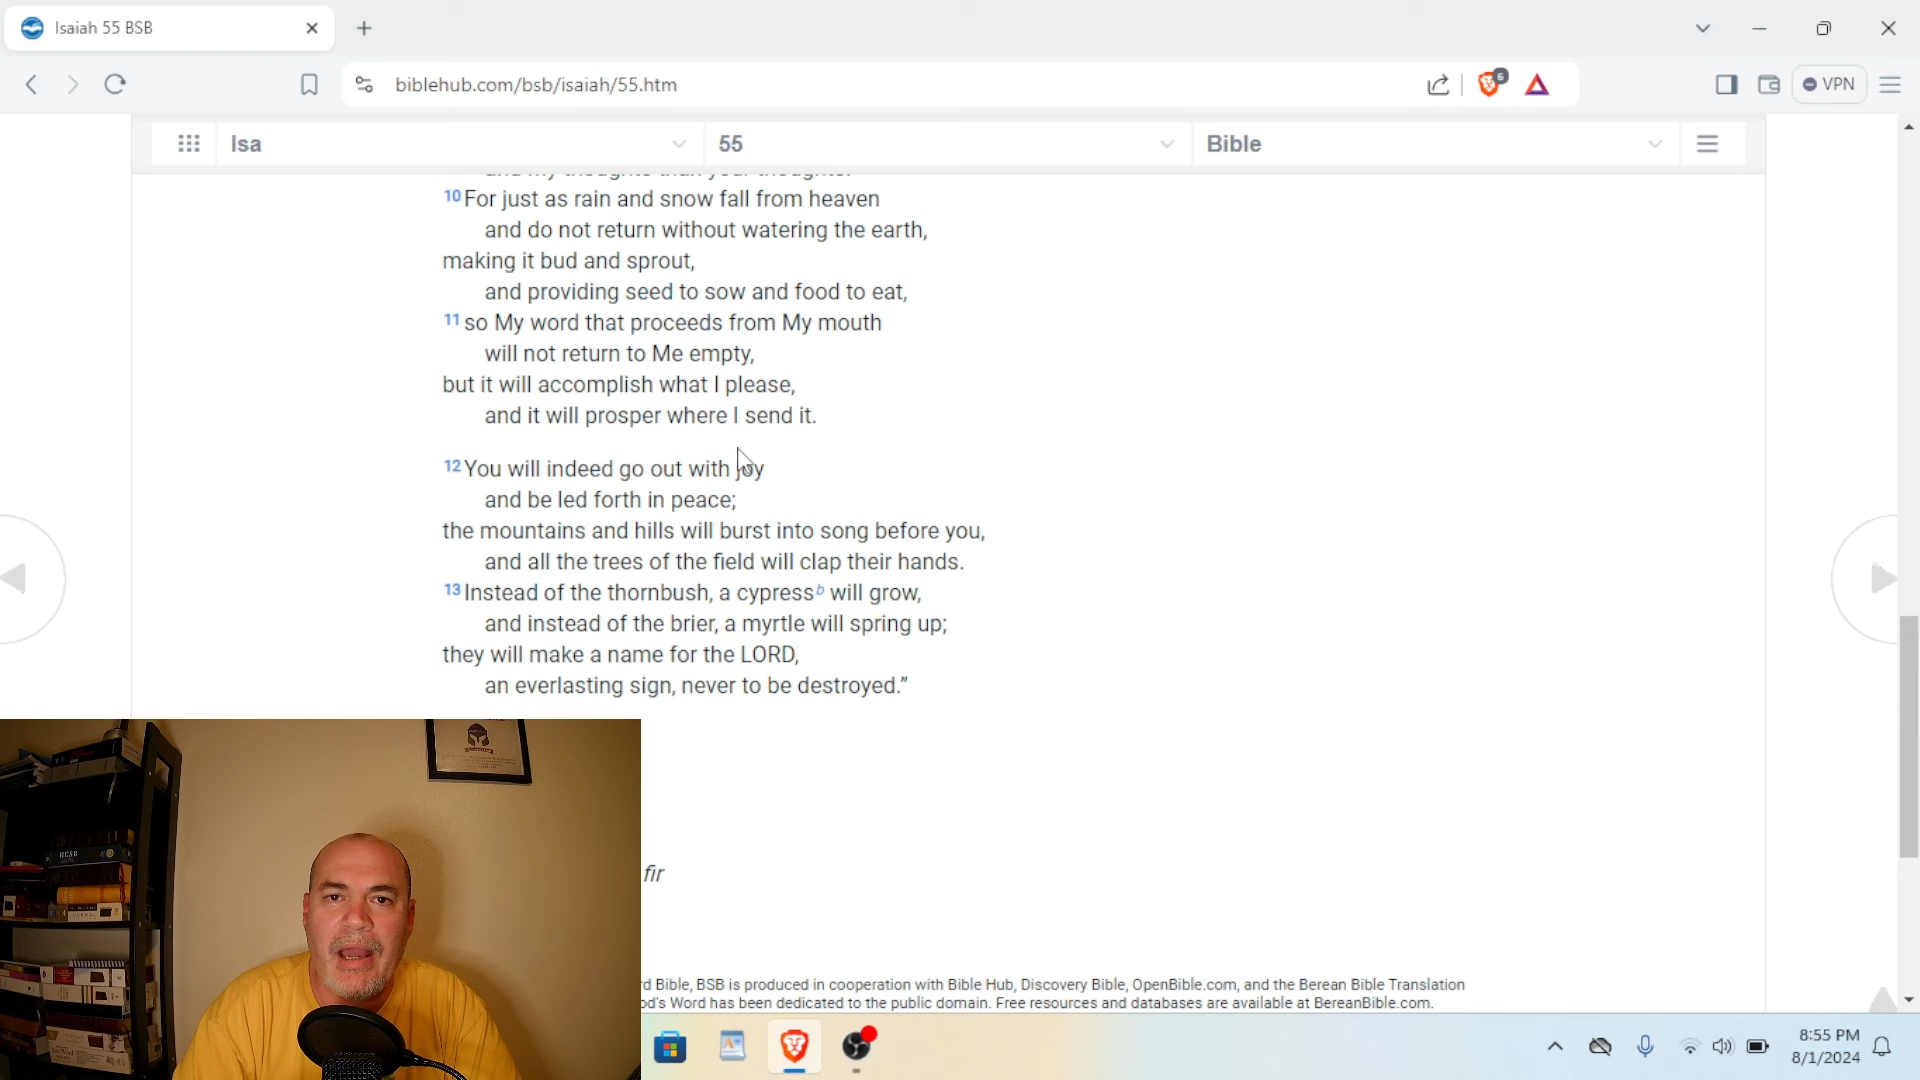 Isaiah 55 BSB
biblehub.com/bsb/isaiah/55.htm
6
VPN
Isa
55
Bible
and My thoughts than your thoughts.
10 For just as rain and snow fall from heaven
and do not return without watering the earth,
making it bud and sprout,
and providing seed to sow and food to eat,
11 so My word that proceeds from My mouth
will not return to Me empty,
but it will accomplish what I please,
and it will prosper where I send it.
12 You will indeed go out with joy
and be led forth in peace;
the mountains and hills will burst into song before you,
and all the trees of the field will clap their hands.
13 Instead of the thornbush, a cypress b will grow,
and instead of the brier, a myrtle will spring up;
they will make a name for the LORD,
an everlasting sign, never to be destroyed.”
fir
HCSB
d Bible, BSB is produced in cooperation with Bible Hub, Discovery Bible, OpenBible.com, and the Berean Bible Translation
od's Word has been dedicated to the public domain. Free resources and databases are available at BereanBible.com.
8:55 PM
8/1/2024